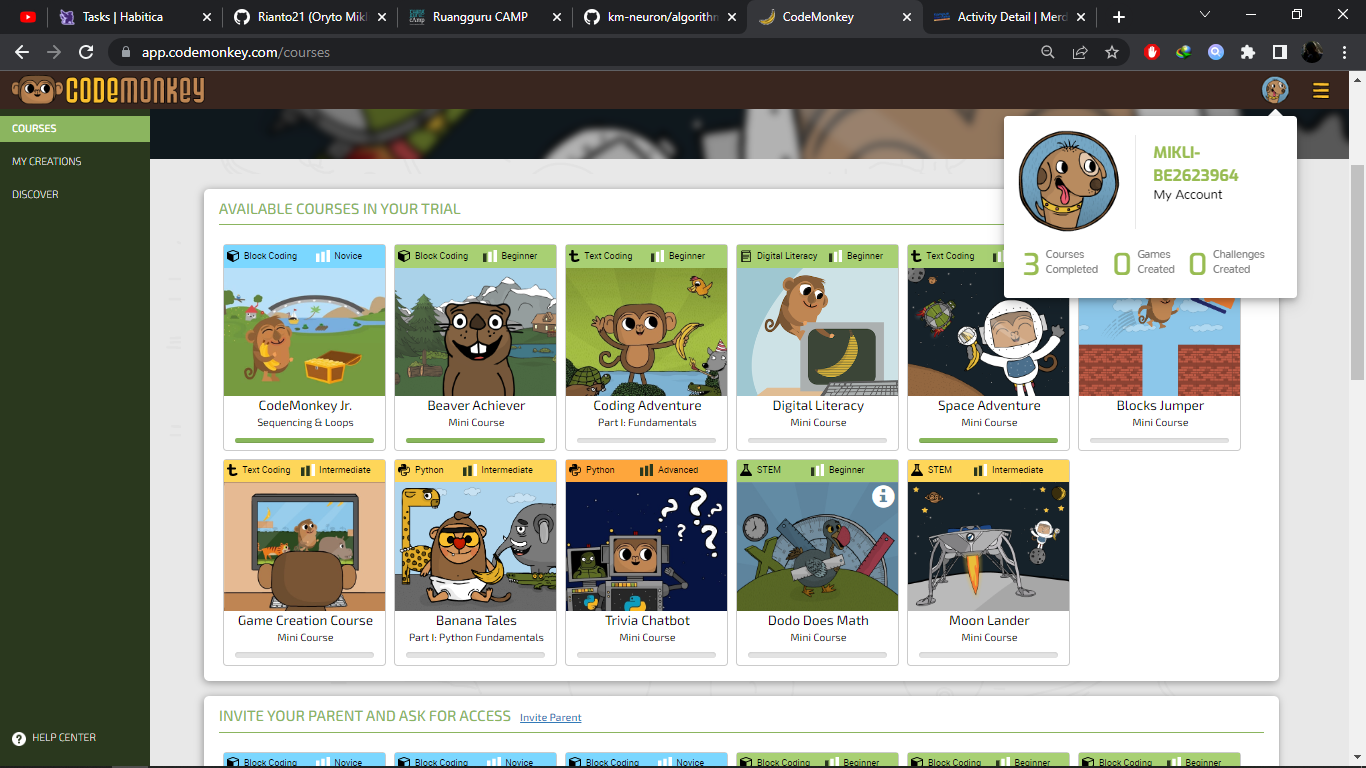 Tasks | Habitica
Rianto21 (Oryto Mikl
Ruangguru CAMP
km-neuron/algorithm
CodeMonkey
Activity Detail | Merd
app.codemonkey.com/courses
CODEMONKEY
COURSES
MY CREATIONS
DISCOVER
HELP CENTER
MIKLI-
BE2623964
My Account
3 Courses Completed
0 Games Created
0 Challenges Created
AVAILABLE COURSES IN YOUR TRIAL
Block Coding Novice
CodeMonkey Jr.
Sequencing & Loops
Block Coding Beginner
Beaver Achiever
Mini Course
Text Coding Beginner
Coding Adventure
Part I: Fundamentals
Digital Literacy Beginner
Digital Literacy
Mini Course
Text Coding
Space Adventure
Mini Course
Blocks Jumper
Mini Course
Text Coding Intermediate
Game Creation Course
Mini Course
Python Intermediate
Banana Tales
Part I: Python Fundamentals
Python Advanced
Trivia Chatbot
Mini Course
STEM Beginner
Dodo Does Math
Mini Course
STEM Intermediate
Moon Lander
Mini Course
INVITE YOUR PARENT AND ASK FOR ACCESS Invite Parent
Block Coding Novice
Block Coding Novice
Block Coding Novice
Block Coding Beginner
Block Coding Beginner
Block Coding Beginner